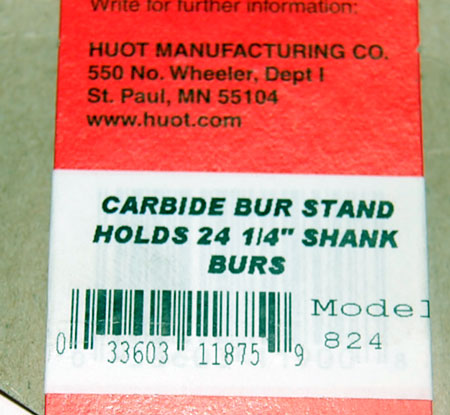 Write for further information:
HUOT MANUFACTURING CO.
550 No. Wheeler, Dept I
St. Paul, MN 55104
www.huot.com
CARBIDE BUR STAND
HOLDS 24 1/4" SHANK
BURS
Model
824
0 33603 11875 9